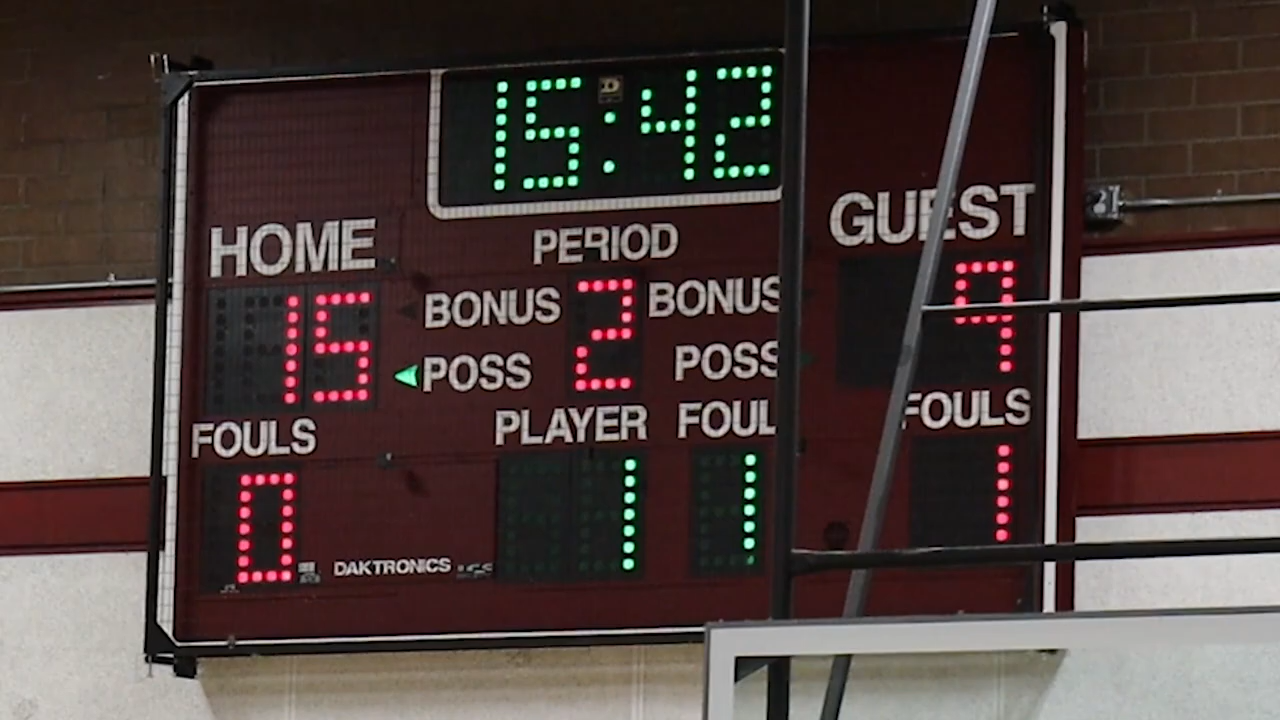 15:42
HOME PERIOD GUEST
15 BONUS 2 BONUS 9
POSS POSS
FOULS PLAYER FOUL FOULS
0 1 1 1
DAKTRONICS